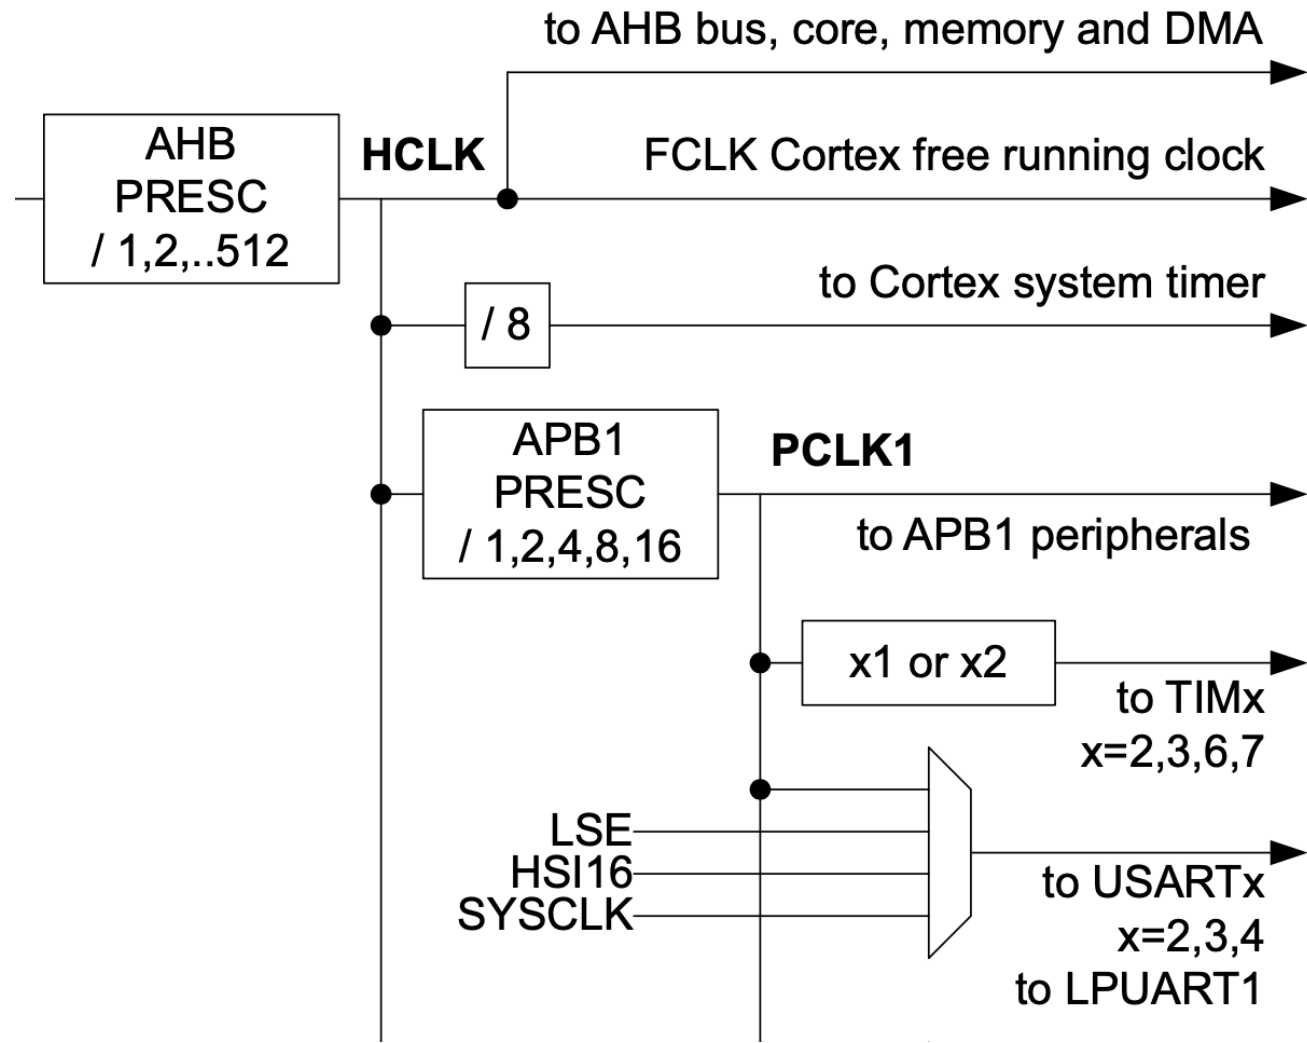 to AHB bus, core, memory and DMA
AHB
PRESC
/ 1,2,..512
HCLK
FCLK Cortex free running clock
to Cortex system timer
/ 8
APB1
PRESC
/ 1,2,4,8,16
PCLK1
to APB1 peripherals
x1 or x2
to TIMx
x=2,3,6,7
LSE
HSI16
SYSCLK
to USARTx
x=2,3,4
to LPUART1